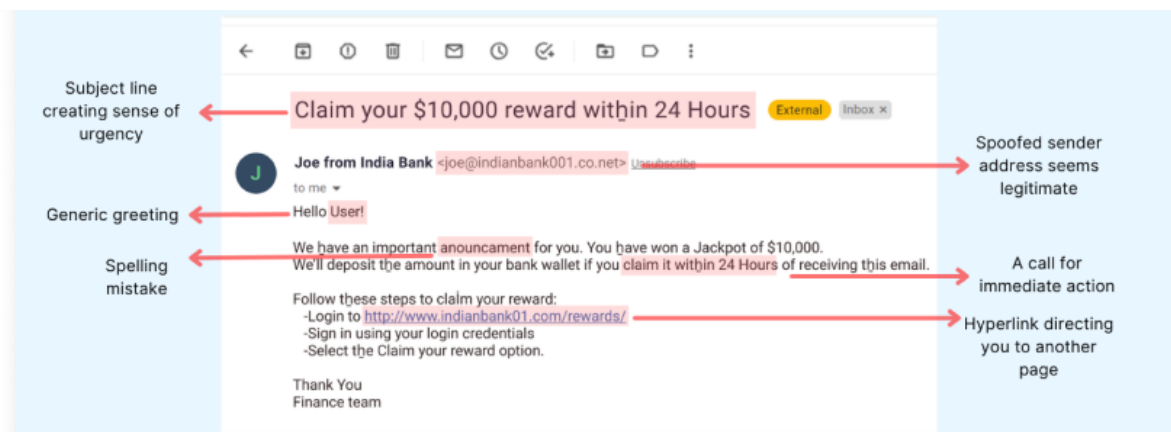 Subject line
creating sense of
urgency
Claim your $10,000 reward within 24 Hours External Inbox ×
Joe from India Bank <joe@indianbank001.co.net> Unsubscribe
J
to me
Spoofed sender
address seems
legitimate
Generic greeting
Hello User!
Spelling
mistake
We have an important anouncament for you. You have won a Jackpot of $10,000.
We'll deposit the amount in your bank wallet if you claim it within 24 Hours of receiving this email.
A call for
immediate action
Follow these steps to claim your reward:
-Login to http://www.indianbank01.com/rewards/
-Sign in using your login credentials
-Select the Claim your reward option.
Hyperlink directing
you to another
page
Thank You
Finance team